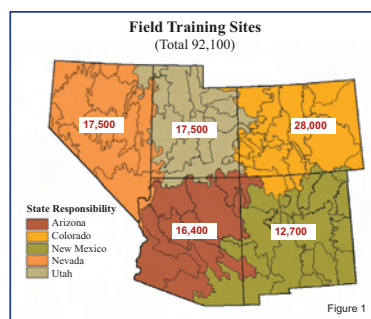 Field Training Sites
(Total 92,100)
17,500
17,500
28,000
16,400
12,700
State Responsibility
Arizona
Colorado
New Mexico
Nevada
Utah
Figure 1